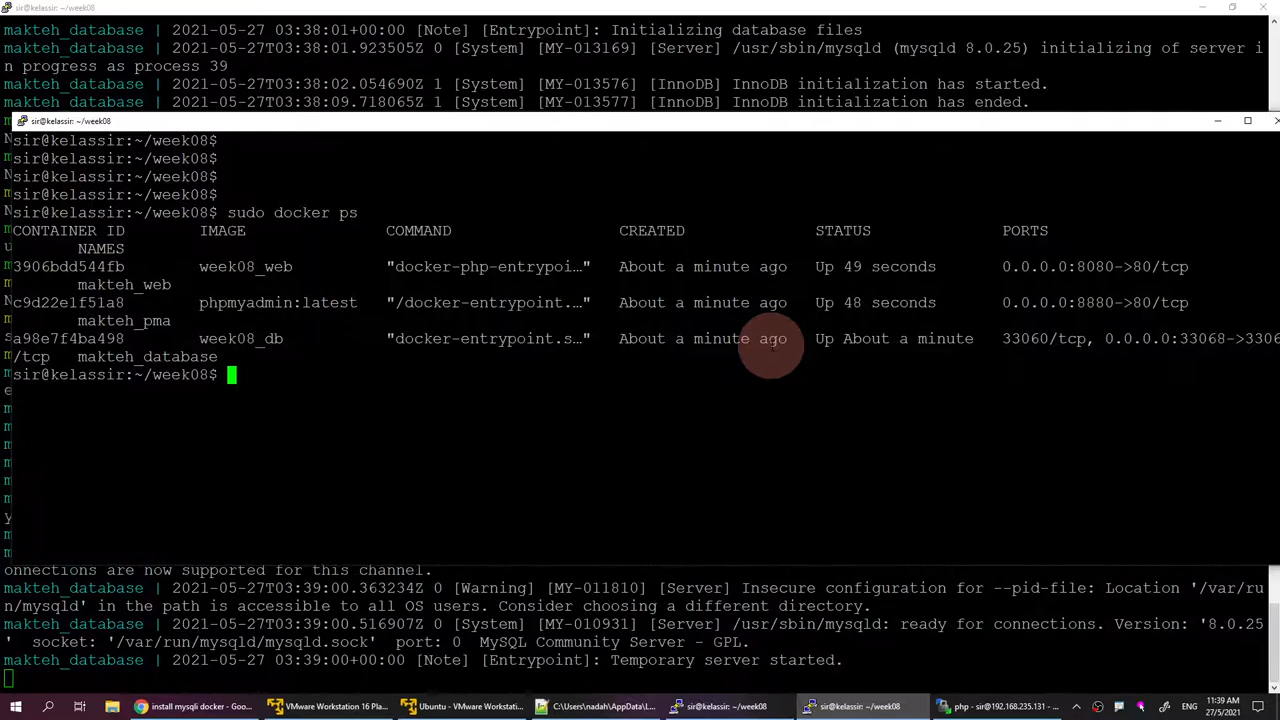 sir@kelassir: ~/week08
makteh_database | 2021-05-27 03:38:01+00:00 [Note] [Entrypoint]: Initializing database files
makteh_database | 2021-05-27T03:38:01.923505Z 0 [System] [MY-013169] [Server] /usr/sbin/mysqld (mysqld 8.0.25) initializing of server i
n progress as process 39
makteh_database | 2021-05-27T03:38:02.054690Z 1 [System] [MY-013576] [InnoDB] InnoDB initialization has started.
makteh_database | 2021-05-27T03:38:09.718065Z 1 [System] [MY-013577] [InnoDB] InnoDB initialization has ended.
sir@kelassir: ~/week08
sir@kelassir:~/week08$
sir@kelassir:~/week08$
sir@kelassir:~/week08$
sir@kelassir:~/week08$
sir@kelassir:~/week08$ sudo docker ps
CONTAINER ID IMAGE COMMAND CREATED STATUS PORTS
NAMES
3906bdd544fb week08_web "docker-php-entrypoi…" About a minute ago Up 49 seconds 0.0.0.0:8080->80/tcp
makteh_web
c9d22e1f51a8 phpmyadmin:latest "/docker-entrypoint.…" About a minute ago Up 48 seconds 0.0.0.0:8880->80/tcp
makteh_pma
a98e7f4ba498 week08_db "docker-entrypoint.s…" About a minute ago Up About a minute 33060/tcp, 0.0.0.0:33068->3306
/tcp makteh_database
sir@kelassir:~/week08$
onnections are now supported for this channel.
makteh_database | 2021-05-27T03:39:00.363234Z 0 [Warning] [MY-011810] [Server] Insecure configuration for --pid-file: Location '/var/ru
n/mysqld' in the path is accessible to all OS users. Consider choosing a different directory.
makteh_database | 2021-05-27T03:39:00.516907Z 0 [System] [MY-010931] [Server] /usr/sbin/mysqld: ready for connections. Version: '8.0.25
' socket: '/var/run/mysqld/mysqld.sock' port: 0 MySQL Community Server - GPL.
makteh_database | 2021-05-27 03:39:00+00:00 [Note] [Entrypoint]: Temporary server started.
install mysqli docker - Goo... VMware Workstation 16 Pla... Ubuntu - VMware Workstati... C:\Users\nadah\AppData\L... sir@kelassir: ~/week08 sir@kelassir: ~/week08 php - sir@192.168.235.131 - ... ENG 11:39 AM
27/5/2021